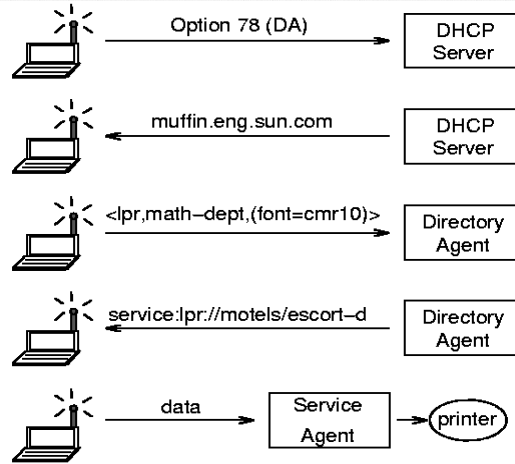 Option 78 (DA)
DHCP
Server
muffin.eng.sun.com
DHCP
Server
<lpr,math-dept,(font=cmr10)>
Directory
Agent
service:lpr://motels/escort-d
Directory
Agent
data
Service
Agent
printer